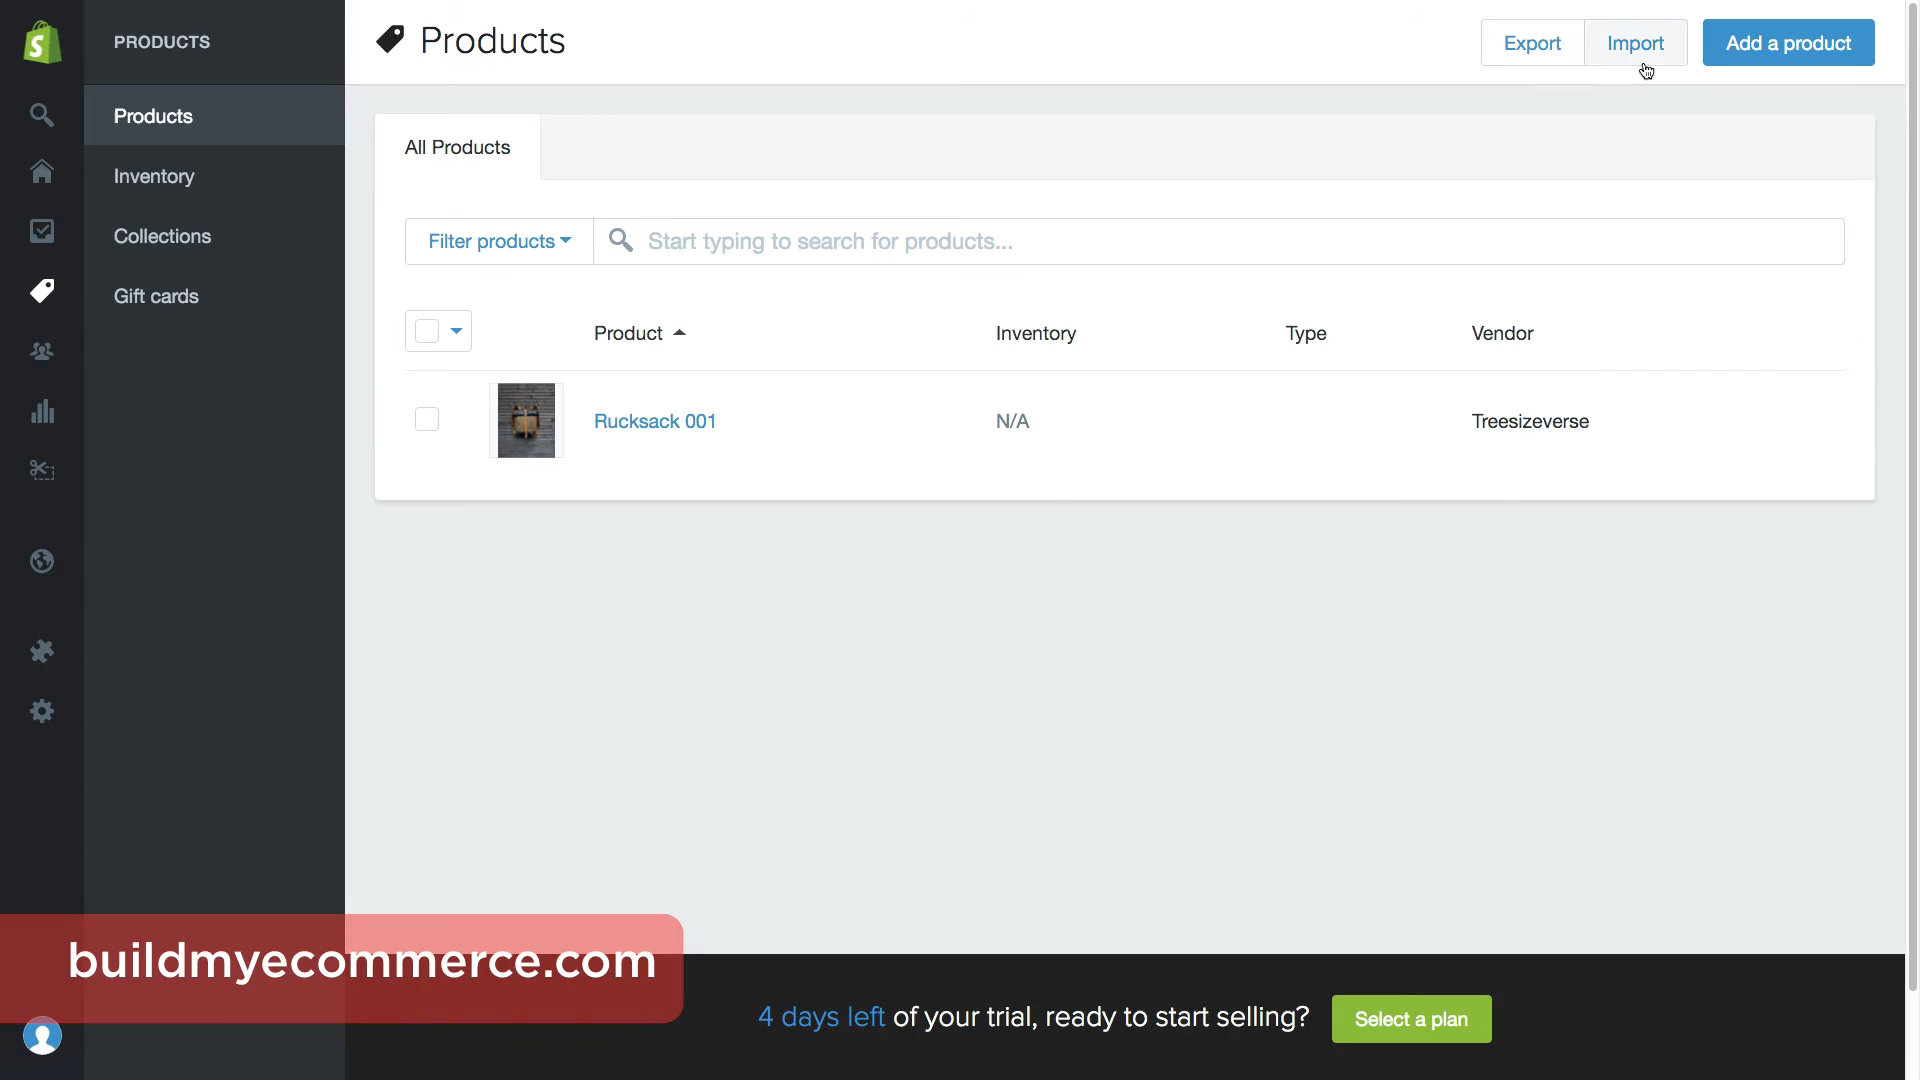 PRODUCTS
Products
Inventory
Collections
Gift cards
Products
Export
Import
Add a product
All Products
Filter products
Start typing to search for products...
Product
Inventory
Type
Vendor
Rucksack 001
N/A
Treesizeverse
buildmyecommerce.com
4 days left of your trial, ready to start selling?
Select a plan